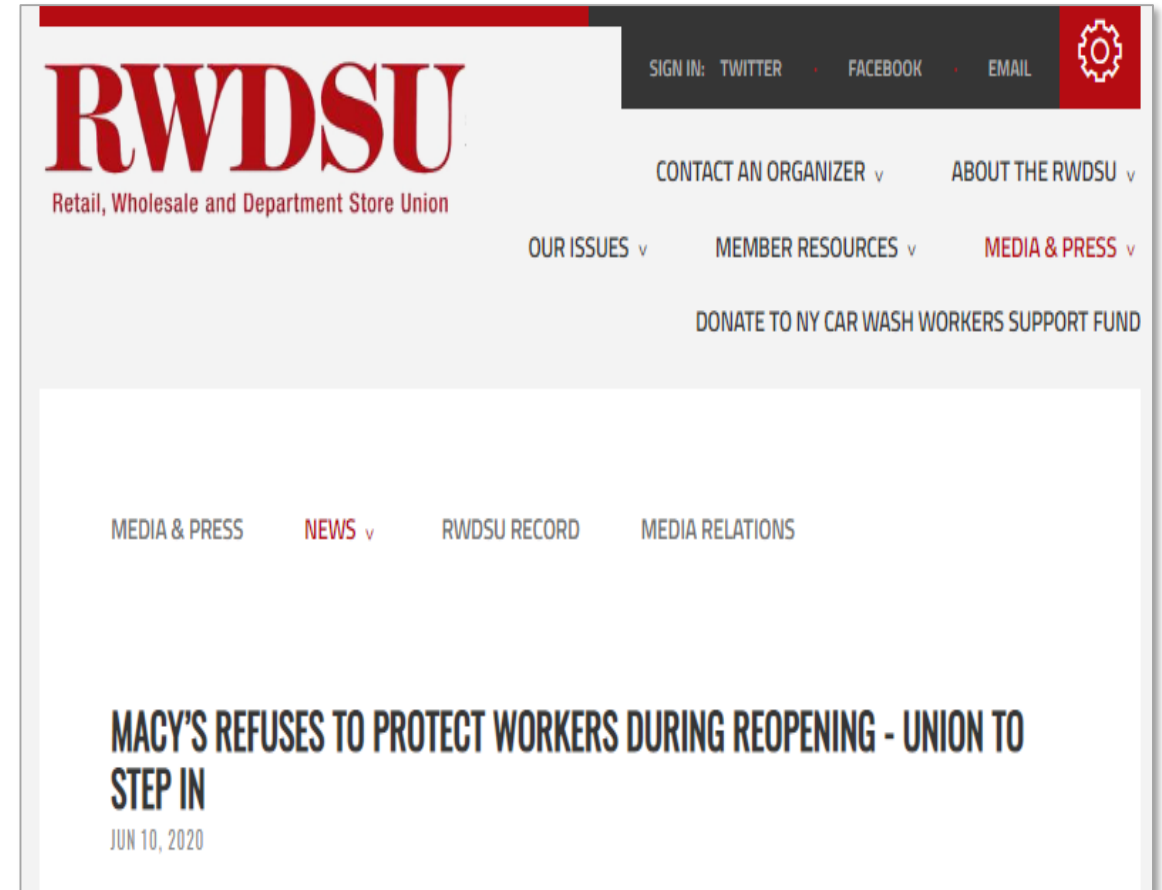 RWDSU
Retail, Wholesale and Department Store Union
SIGN IN: TWITTER · FACEBOOK · EMAIL
CONTACT AN ORGANIZER v ABOUT THE RWDSU v
OUR ISSUES v MEMBER RESOURCES v MEDIA & PRESS v
DONATE TO NY CAR WASH WORKERS SUPPORT FUND
MEDIA & PRESS NEWS v RWDSU RECORD MEDIA RELATIONS
MACY'S REFUSES TO PROTECT WORKERS DURING REOPENING - UNION TO
STEP IN
JUN 10, 2020